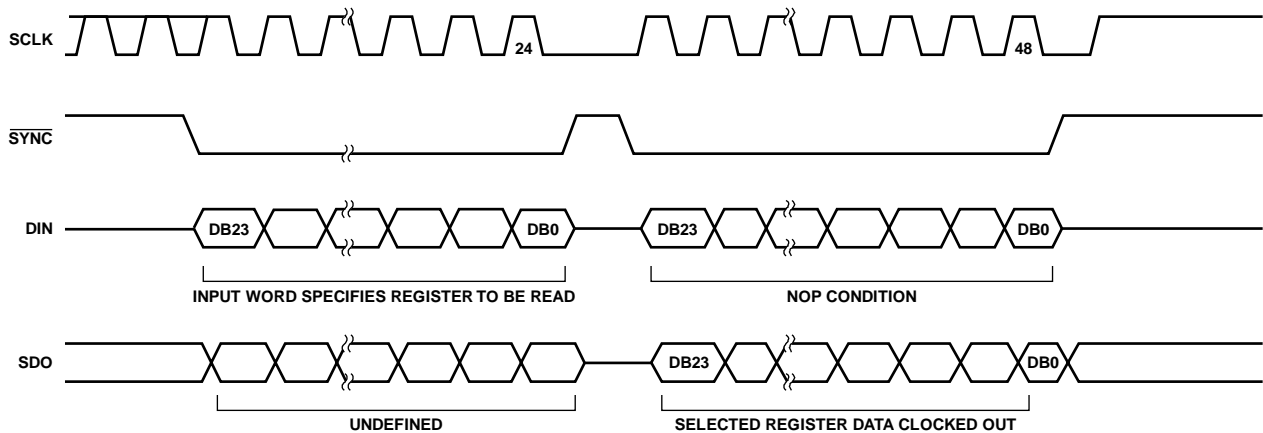 SCLK
24
48
SYNC
DIN
DB23
DB0
DB23
DB0
INPUT WORD SPECIFIES REGISTER TO BE READ
NOP CONDITION
SDO
DB23
DB0
UNDEFINED
SELECTED REGISTER DATA CLOCKED OUT